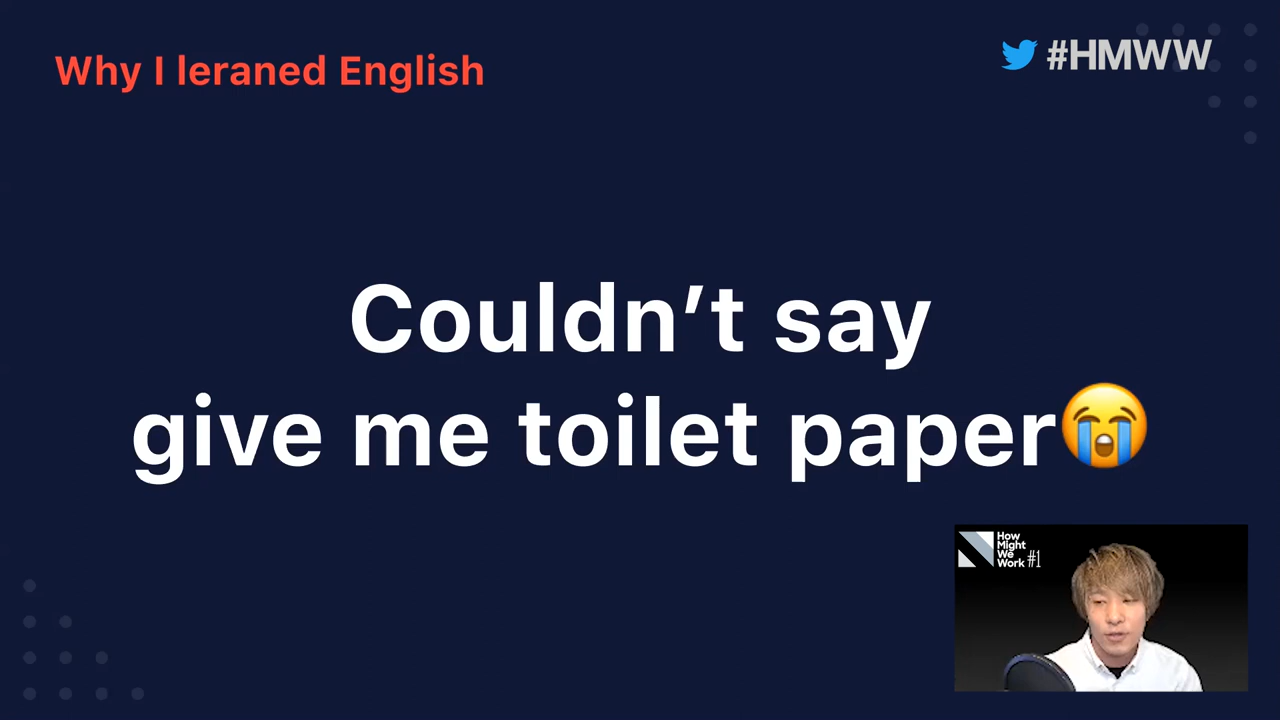 Why I leraned English
#HMWW
Couldn’t say
give me toilet paper😭
How
Might
We
Work #1